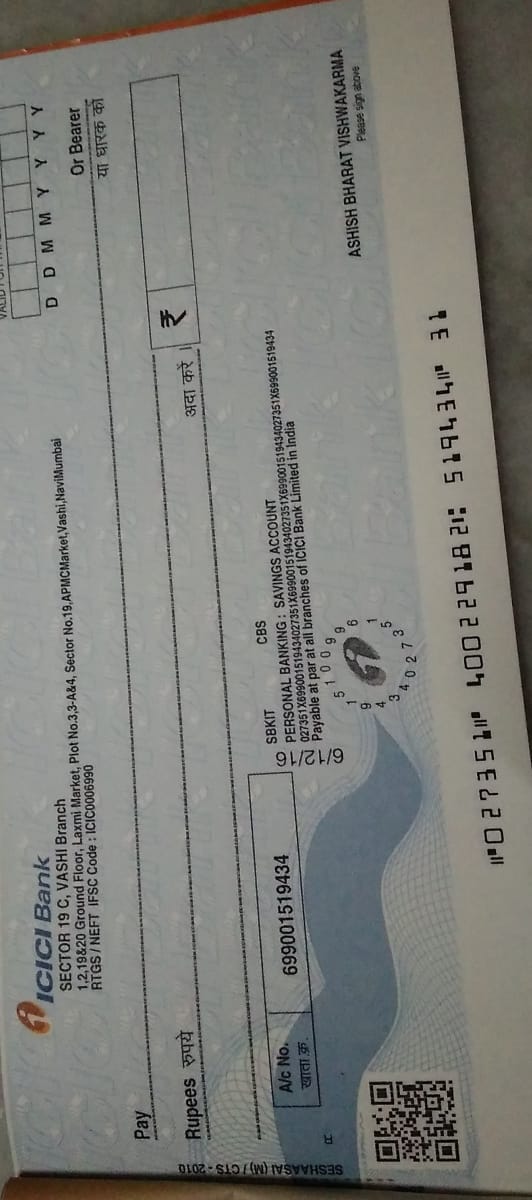 ICICI Bank
SECTOR 19 C, VASHI Branch
1,2,19&20 Ground Floor, Laxmi Market, Plot No.3,3-A&4, Sector No.19,APMCMarket,Vashi,NaviMumbai
RTGS / NEFT IFSC Code : ICIC0006990
D D M M Y Y Y Y
Pay
Or Bearer
या धारक को
Rupees रुपये
अदा करें ।
₹
A/c No.
खाता क्र.
699001519434
6/12/16
SBKIT CBS
PERSONAL BANKING : SAVINGS ACCOUNT
027351X699001519434027351X699001519434027351X699001519434
Payable at par at all branches of ICICI Bank Limited in India
ASHISH BHARAT VISHWAKARMA
Please sign above
SESHAASAI (M) / CTS - 2010
⑈027351⑈ 400229182⑆ 519434⑈ 31